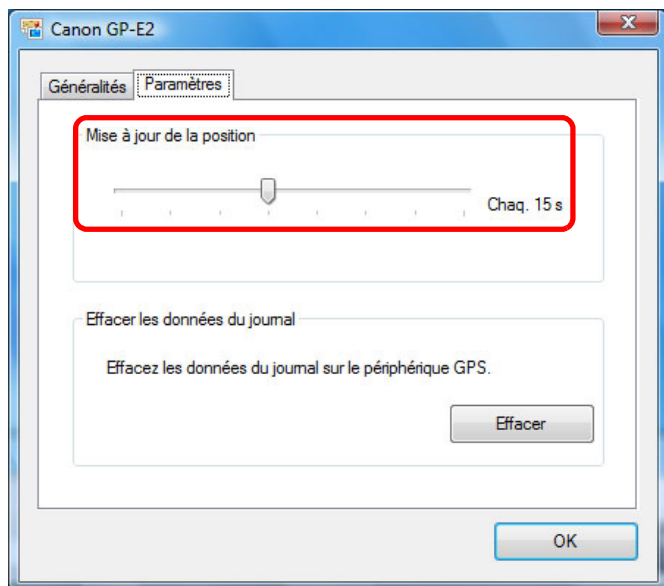 Canon GP-E2
Généralités
Paramètres
Mise à jour de la position
Chaq. 15 s
Effacer les données du journal
Effacez les données du journal sur le périphérique GPS.
Effacer
OK